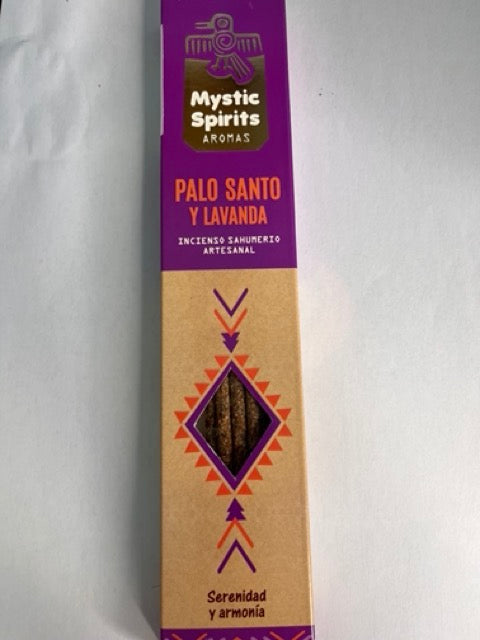 Mystic
Spirits
AROMAS
PALO SANTO
Y LAVANDA
INCIENSO SAHUMERIO
ARTESANAL
Serenidad
y armonía